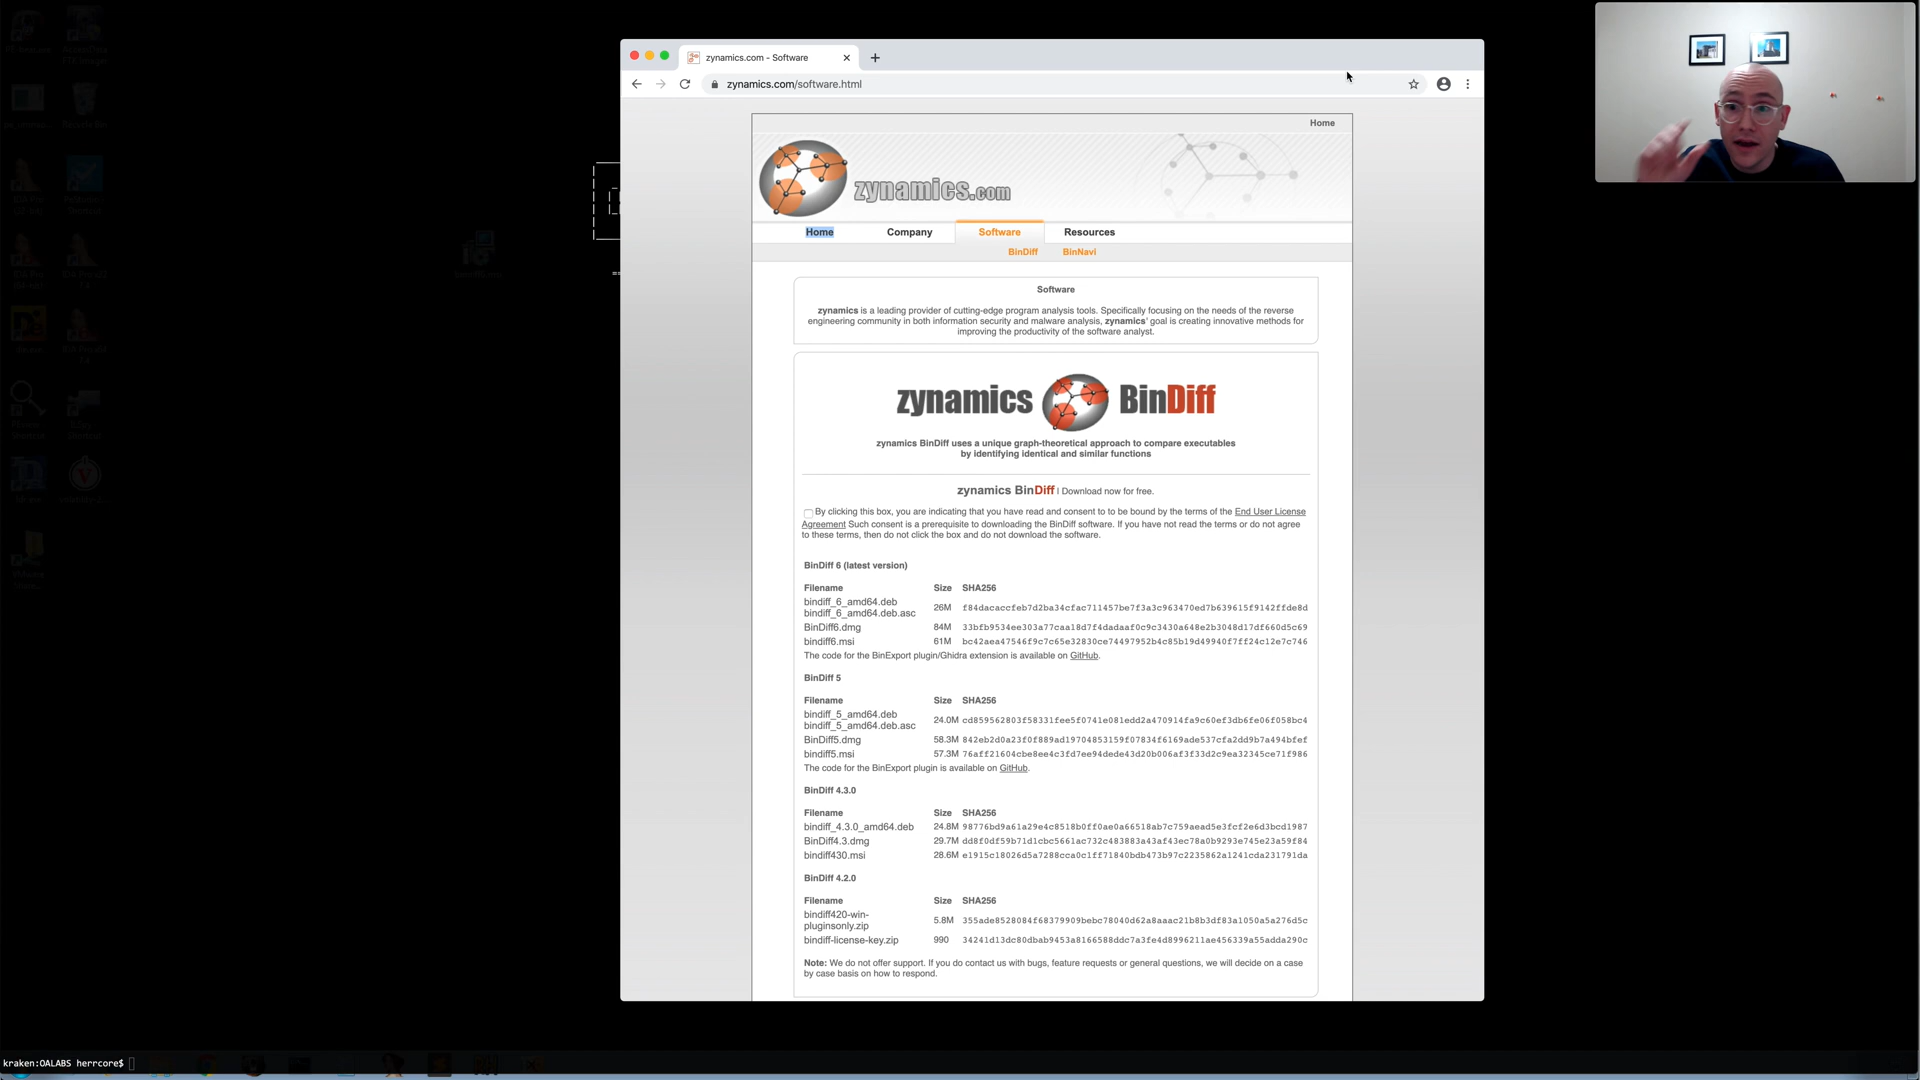 zynamics.com - Software
zynamics.com/software.html
Home
zynamics.com
Home Company Software Resources
BinDiff BinNavi
Software
zynamics is a leading provider of cutting-edge program analysis tools. Specifically focusing on the needs of the reverse
engineering community in both information security and malware analysis, zynamics' goal is creating innovative methods for
improving the productivity of the software analyst.
zynamics BinDiff
zynamics BinDiff uses a unique graph-theoretical approach to compare executables
by identifying identical and similar functions
zynamics BinDiff | Download now for free.
By clicking this box, you are indicating that you have read and consent to to be bound by the terms of the End User License
Agreement Such consent is a prerequisite to downloading the BinDiff software. If you have not read the terms or do not agree
to these terms, then do not click the box and do not download the software.
BinDiff 6 (latest version)
Filename Size SHA256
bindiff_6_amd64.deb
bindiff_6_amd64.deb.asc 26M f84dacaccfeb7d2ba34cfac711457be7f3a3c963470ed7b639615f9142ffde8d
BinDiff6.dmg 84M 33bfb9534ee303a77caa18d7f4dadaaf0c9c3430a648e2b3048d17df660d5c69
bindiff6.msi 61M bc42aea47546f9c7c65e32830ce74497952b4c85b19d49940f7ff24c12e7c746
The code for the BinExport plugin/Ghidra extension is available on GitHub.
BinDiff 5
Filename Size SHA256
bindiff_5_amd64.deb
bindiff_5_amd64.deb.asc 24.0M cd859562803f58331fee5f0741e081edd2a470914fa9c60ef3db6fe06f058bc4
BinDiff5.dmg 58.3M 842eb2d0a23f0f889ad19704853159f07834f6169ade537cfa2dd9b7a494bfef
bindiff5.msi 57.3M 76aff21604cbe8ee4c3fd7ee94dede43d20b006af3f33d2c9ea32345ce71f986
The code for the BinExport plugin is available on GitHub.
BinDiff 4.3.0
Filename Size SHA256
bindiff_4.3.0_amd64.deb 24.8M 98776bd9a61a29e4c8518b0ff0ae0a66518ab7c759aead5e3fcf2e6d3bcd1987
BinDiff4.3.dmg 29.7M dd8f0df59b71d1cbc5661ac732c483883a43af43ec78a0b9293e745e23a59f84
bindiff430.msi 28.6M e1915c18026d5a7288cca0c1ff71840bdb473b97c2235862a1241cda231791da
BinDiff 4.2.0
Filename Size SHA256
bindiff420-win-
pluginsonly.zip 5.8M 355ade8528084f68379909bebc78040d62a8aaac21b8b3df83a1050a5a276d5c
bindiff-license-key.zip 990 34241d13dc80dbab9453a8166588ddc7a3fe4d8996211ae456339a55adda290c
Note: We do not offer support. If you do contact us with bugs, feature requests or general questions, we will decide on a case
by case basis on how to respond.
kraken:OALABS herrcore$